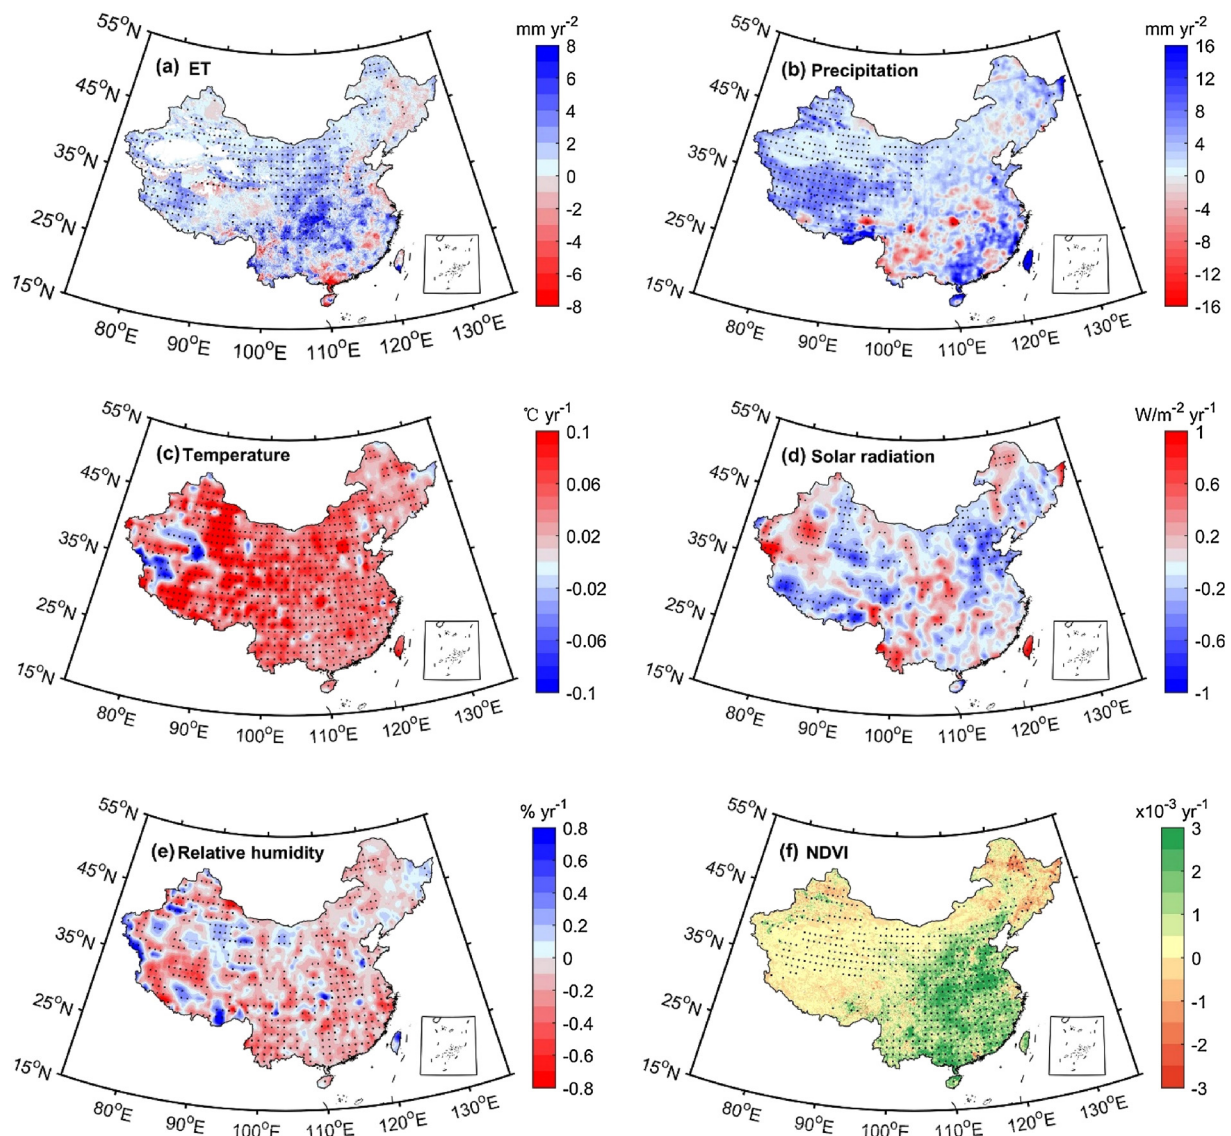 55°N
45°N
35°N
25°N
15°N
(a) ET
80°E
90°E
100°E
110°E
120°E
130°E
mm yr-2
8
6
4
2
0
-2
-4
-6
-8
55°N
45°N
35°N
25°N
15°N
(b) Precipitation
80°E
90°E
100°E
110°E
120°E
130°E
mm yr-2
16
12
8
4
0
-4
-8
-12
-16
55°N
45°N
35°N
25°N
15°N
(c) Temperature
80°E
90°E
100°E
110°E
120°E
130°E
℃ yr-1
0.1
0.06
0.02
-0.02
-0.06
-0.1
55°N
45°N
35°N
25°N
15°N
(d) Solar radiation
80°E
90°E
100°E
110°E
120°E
130°E
W/m-2 yr-1
1
0.6
0.2
-0.2
-0.6
-1
55°N
45°N
35°N
25°N
15°N
(e) Relative humidity
80°E
90°E
100°E
110°E
120°E
130°E
% yr-1
0.8
0.6
0.4
0.2
0
-0.2
-0.4
-0.6
-0.8
55°N
45°N
35°N
25°N
15°N
(f) NDVI
80°E
90°E
100°E
110°E
120°E
130°E
x10-3 yr-1
3
2
1
0
-1
-2
-3